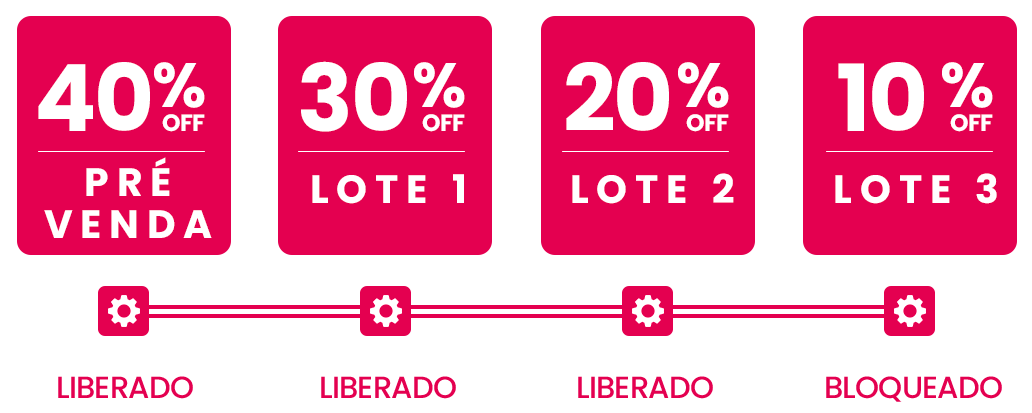 40% OFF
PRÉ
VENDA
30% OFF
LOTE 1
20% OFF
LOTE 2
10% OFF
LOTE 3
LIBERADO
LIBERADO
LIBERADO
BLOQUEADO